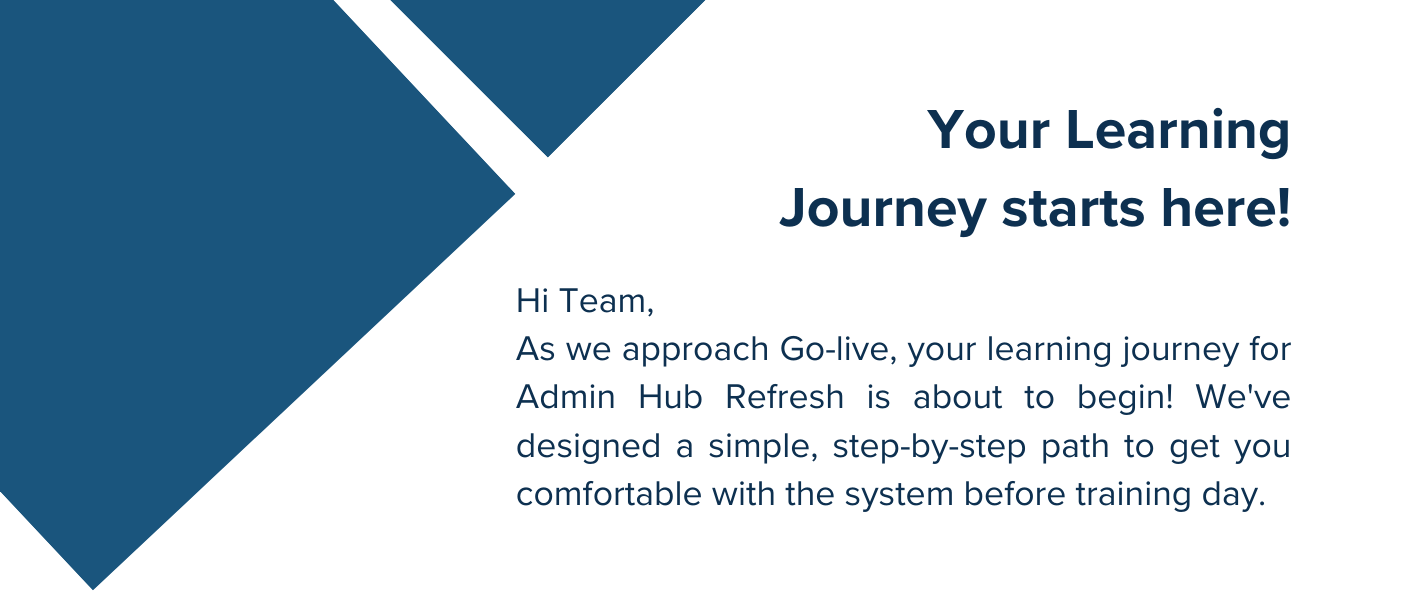 Your Learning
Journey starts here!
Hi Team,
As we approach Go-live, your learning journey for
Admin Hub Refresh is about to begin! We've
designed a simple, step-by-step path to get you
comfortable with the system before training day.